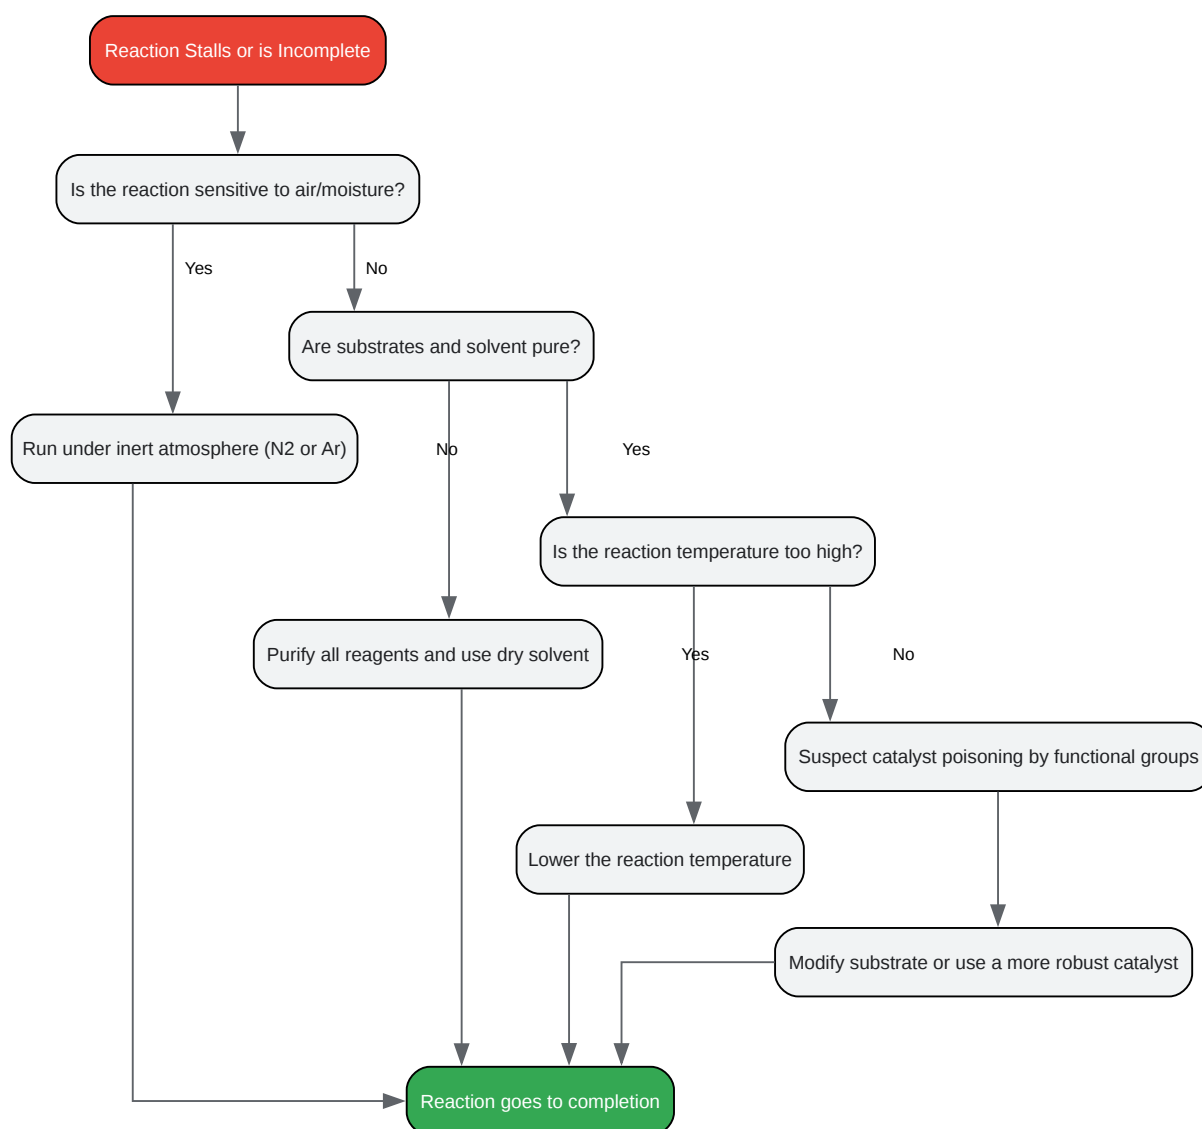 Reaction Stalls or is Incomplete
Is the reaction sensitive to air/moisture?
Yes
No
Are substrates and solvent pure?
Run under inert atmosphere (N2 or Ar)
No
Yes
Is the reaction temperature too high?
Purify all reagents and use dry solvent
Yes
No
Suspect catalyst poisoning by functional groups
Lower the reaction temperature
Modify substrate or use a more robust catalyst
Reaction goes to completion